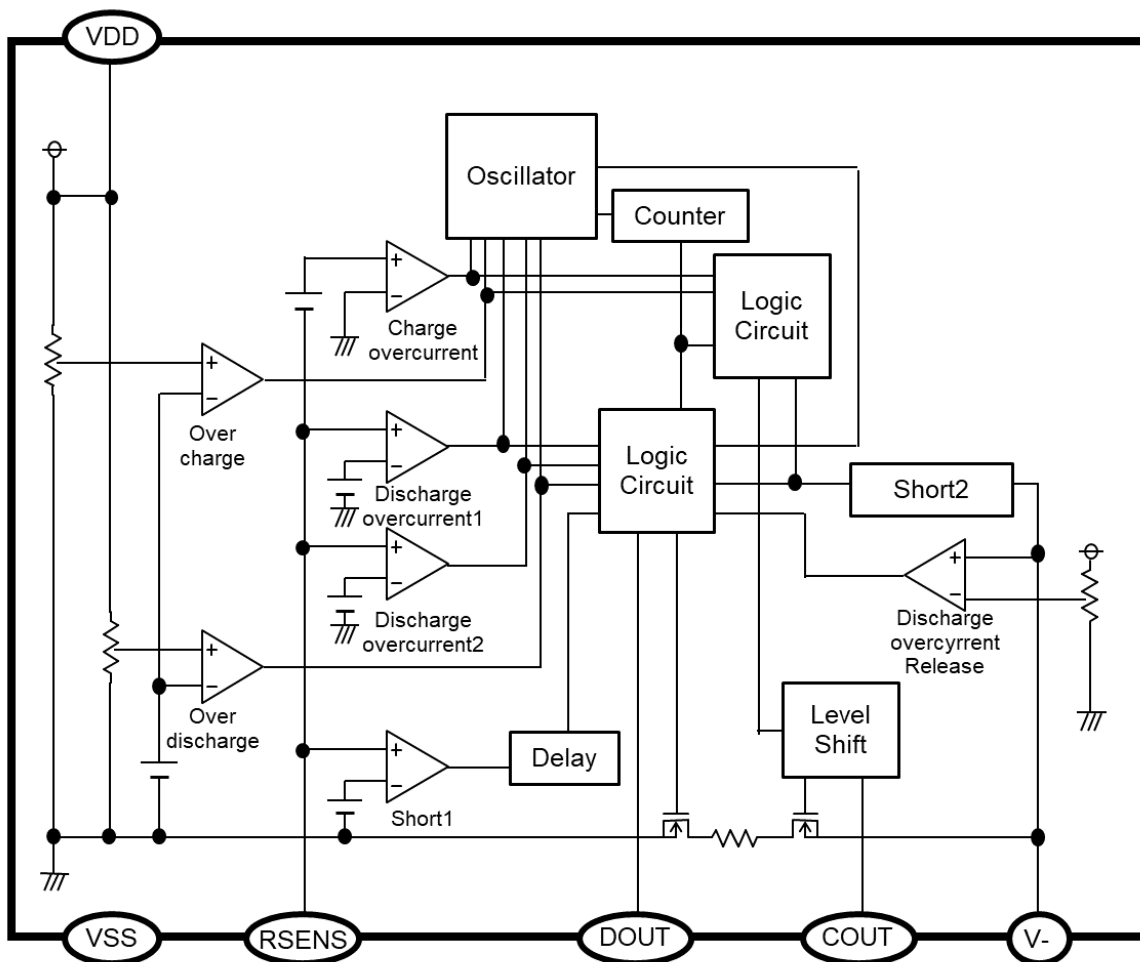 VDD
Oscillator
Counter
+
−
Charge
overcurrent
Logic
Circuit
+
−
Over
charge
+
−
Discharge
overcurrent1
Logic
Circuit
Short2
+
−
Discharge
overcurrent2
+
−
Discharge
overcyrrent
Release
+
−
Over
discharge
Level
Shift
+
−
Short1
Delay
VSS
RSENS
DOUT
COUT
V-